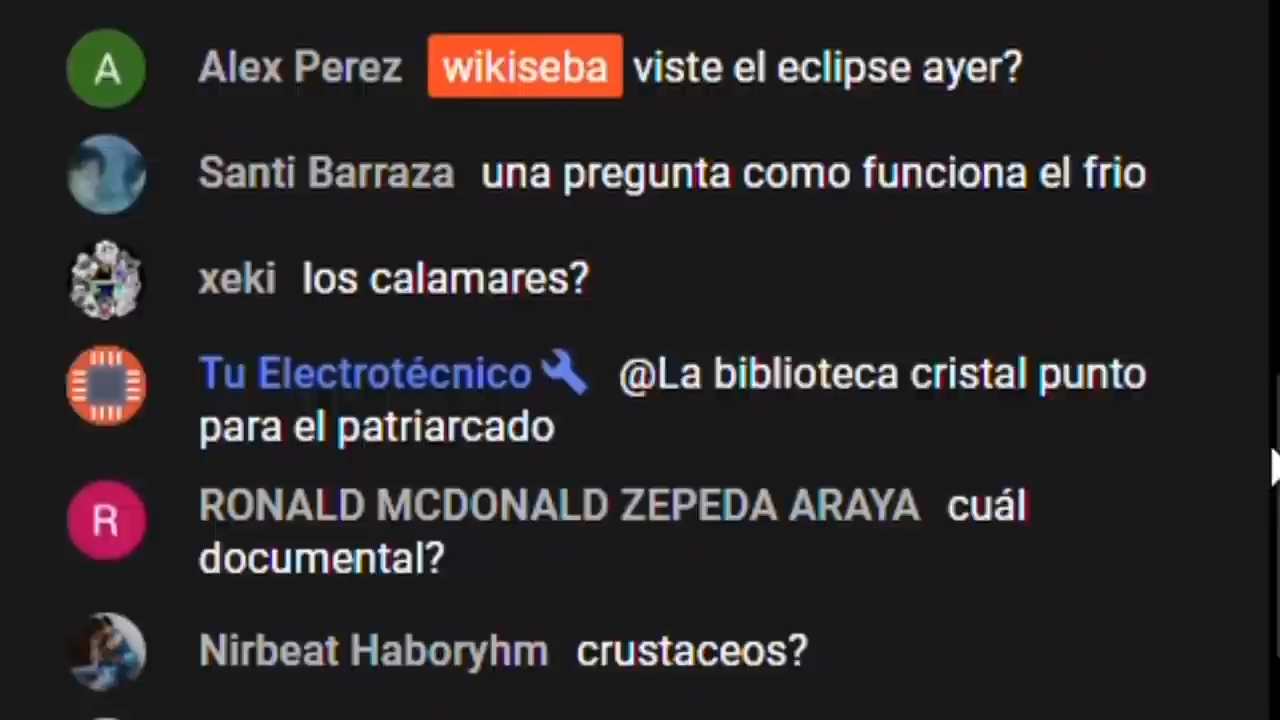 A Alex Perez wikiseba viste el eclipse ayer?
Santi Barraza una pregunta como funciona el frio
xeki los calamares?
Tu Electrotécnico @La biblioteca cristal punto
para el patriarcado
R RONALD MCDONALD ZEPEDA ARAYA cuál
documental?
Nirbeat Haboryhm crustaceos?